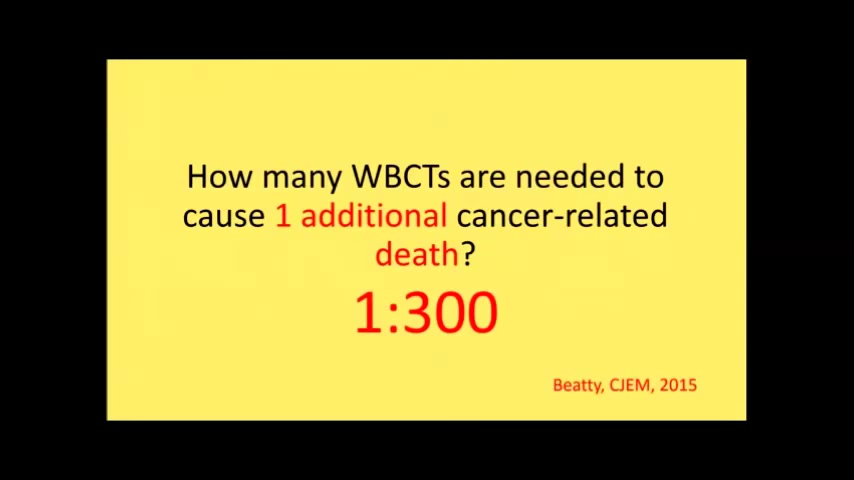 How many WBCTs are needed to
cause 1 additional cancer-related
death?
1:300
Beatty, CJEM, 2015